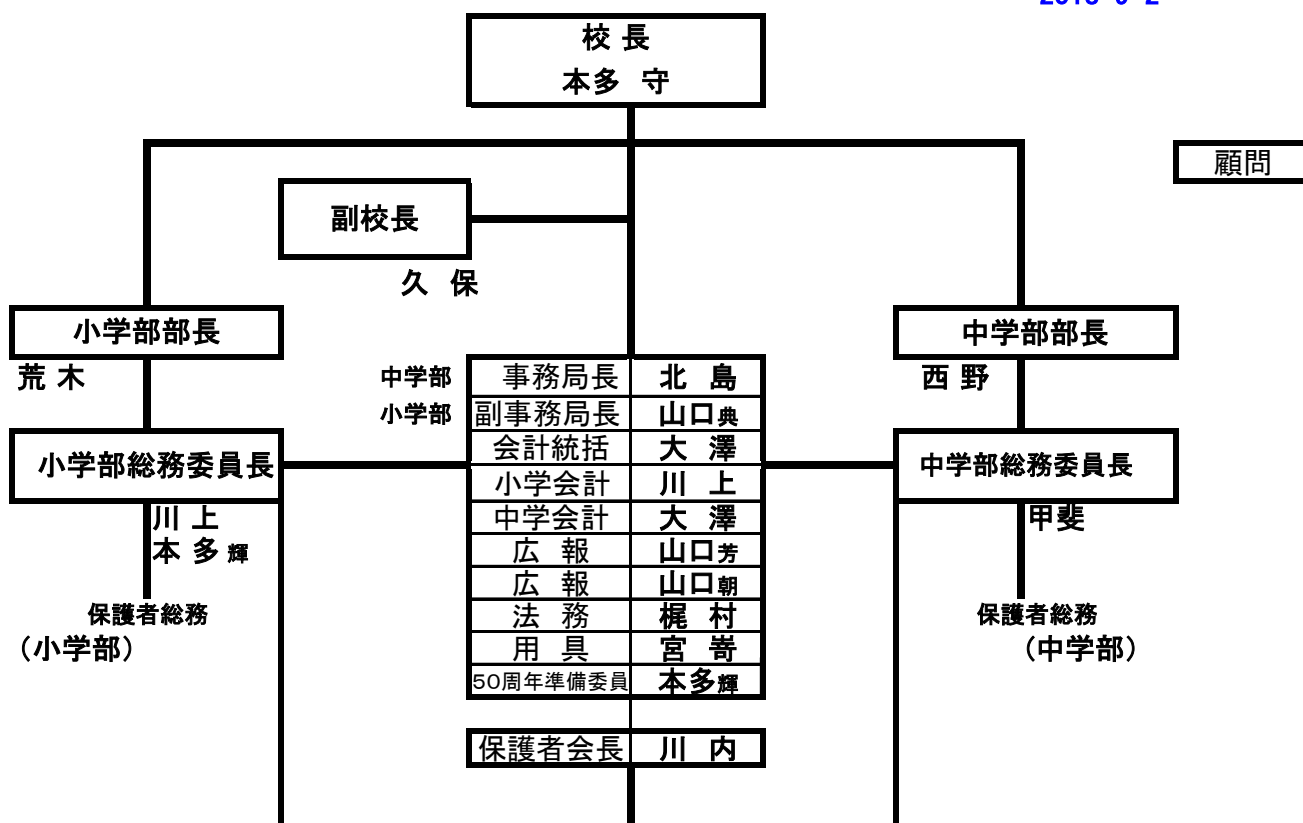 校長
本多 守
顧問
副校長
久保
小学部部長
中学部部長
荒木
西野
中学部 事務局長 北島
小学部 副事務局長 山口典
会計統括 大澤
小学部総務委員長
中学部総務委員長
小学会計 川上
中学会計 大澤
川上
甲斐
本多輝
広報 山口芳
広報 山口朝
保護者総務
保護者総務
法務 梶村
(小学部)
(中学部)
用具 宮嵜
50周年準備委員 本多輝
保護者会長 川内